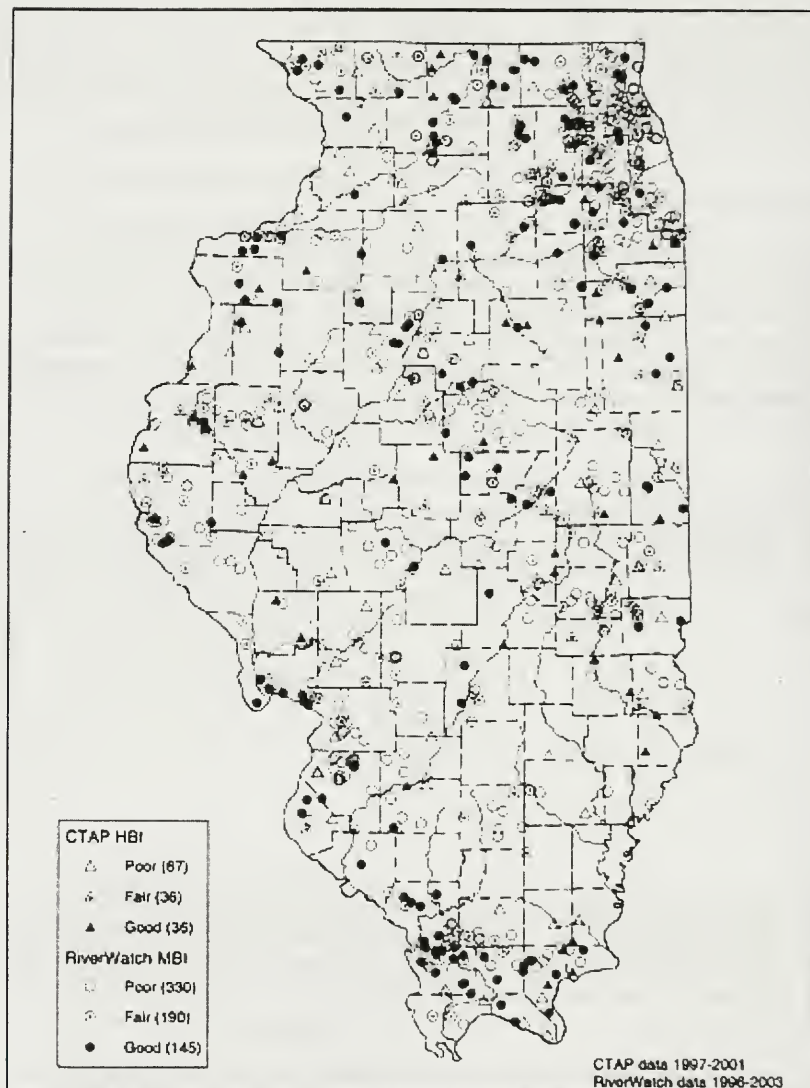 CTAP HBI
Poor (67)
Fair (36)
Good (35)
RiverWatch MBI
Poor (330)
Fair (190)
Good (145)
CTAP data 1997-2001
RiverWatch data 1996-2003